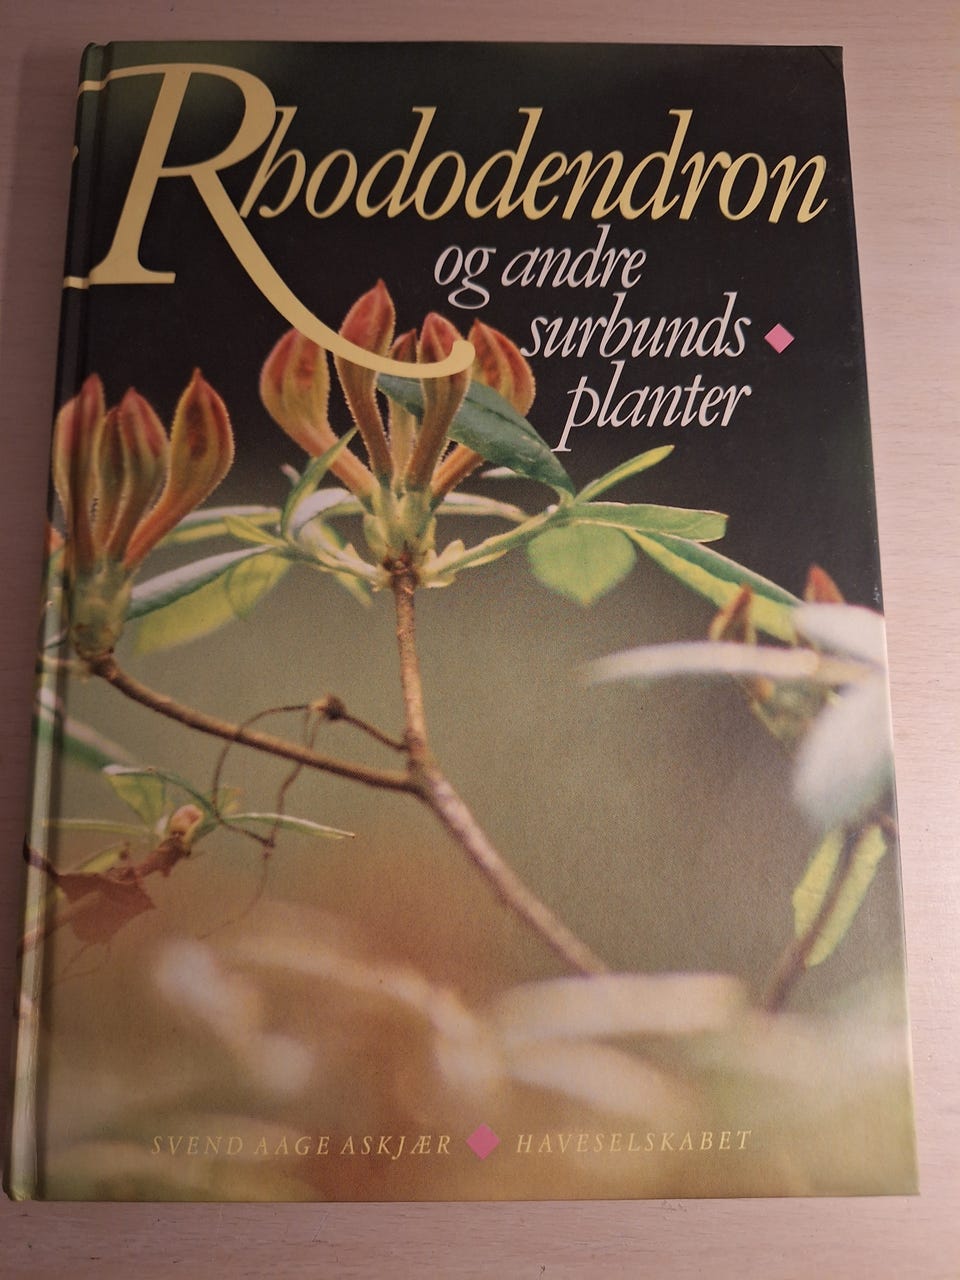 Rhododendron
og andre
surbunds
planter
SVEND AAGE ASKJÆR HAVESELSKABET